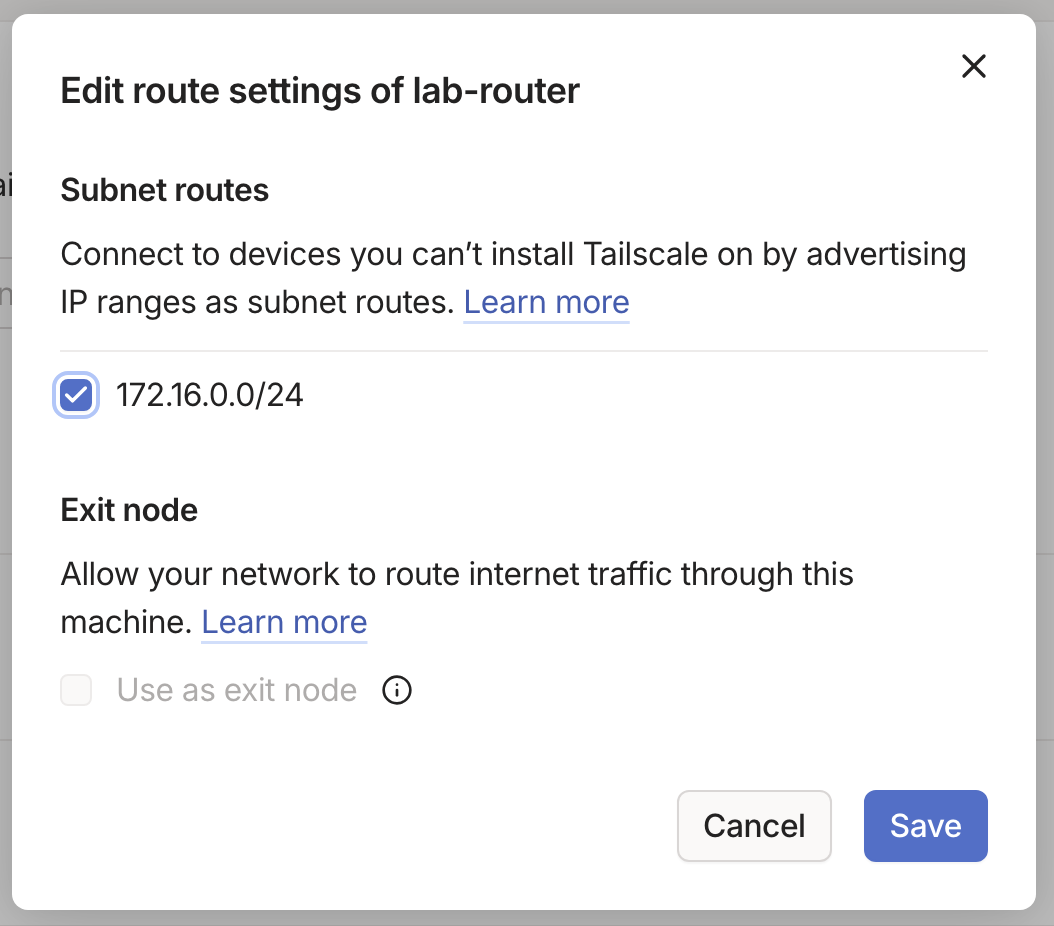 Edit route settings of lab-router
Subnet routes
Connect to devices you can’t install Tailscale on by advertising
IP ranges as subnet routes. Learn more
172.16.0.0/24
Exit node
Allow your network to route internet traffic through this
machine. Learn more
Use as exit node
Cancel
Save